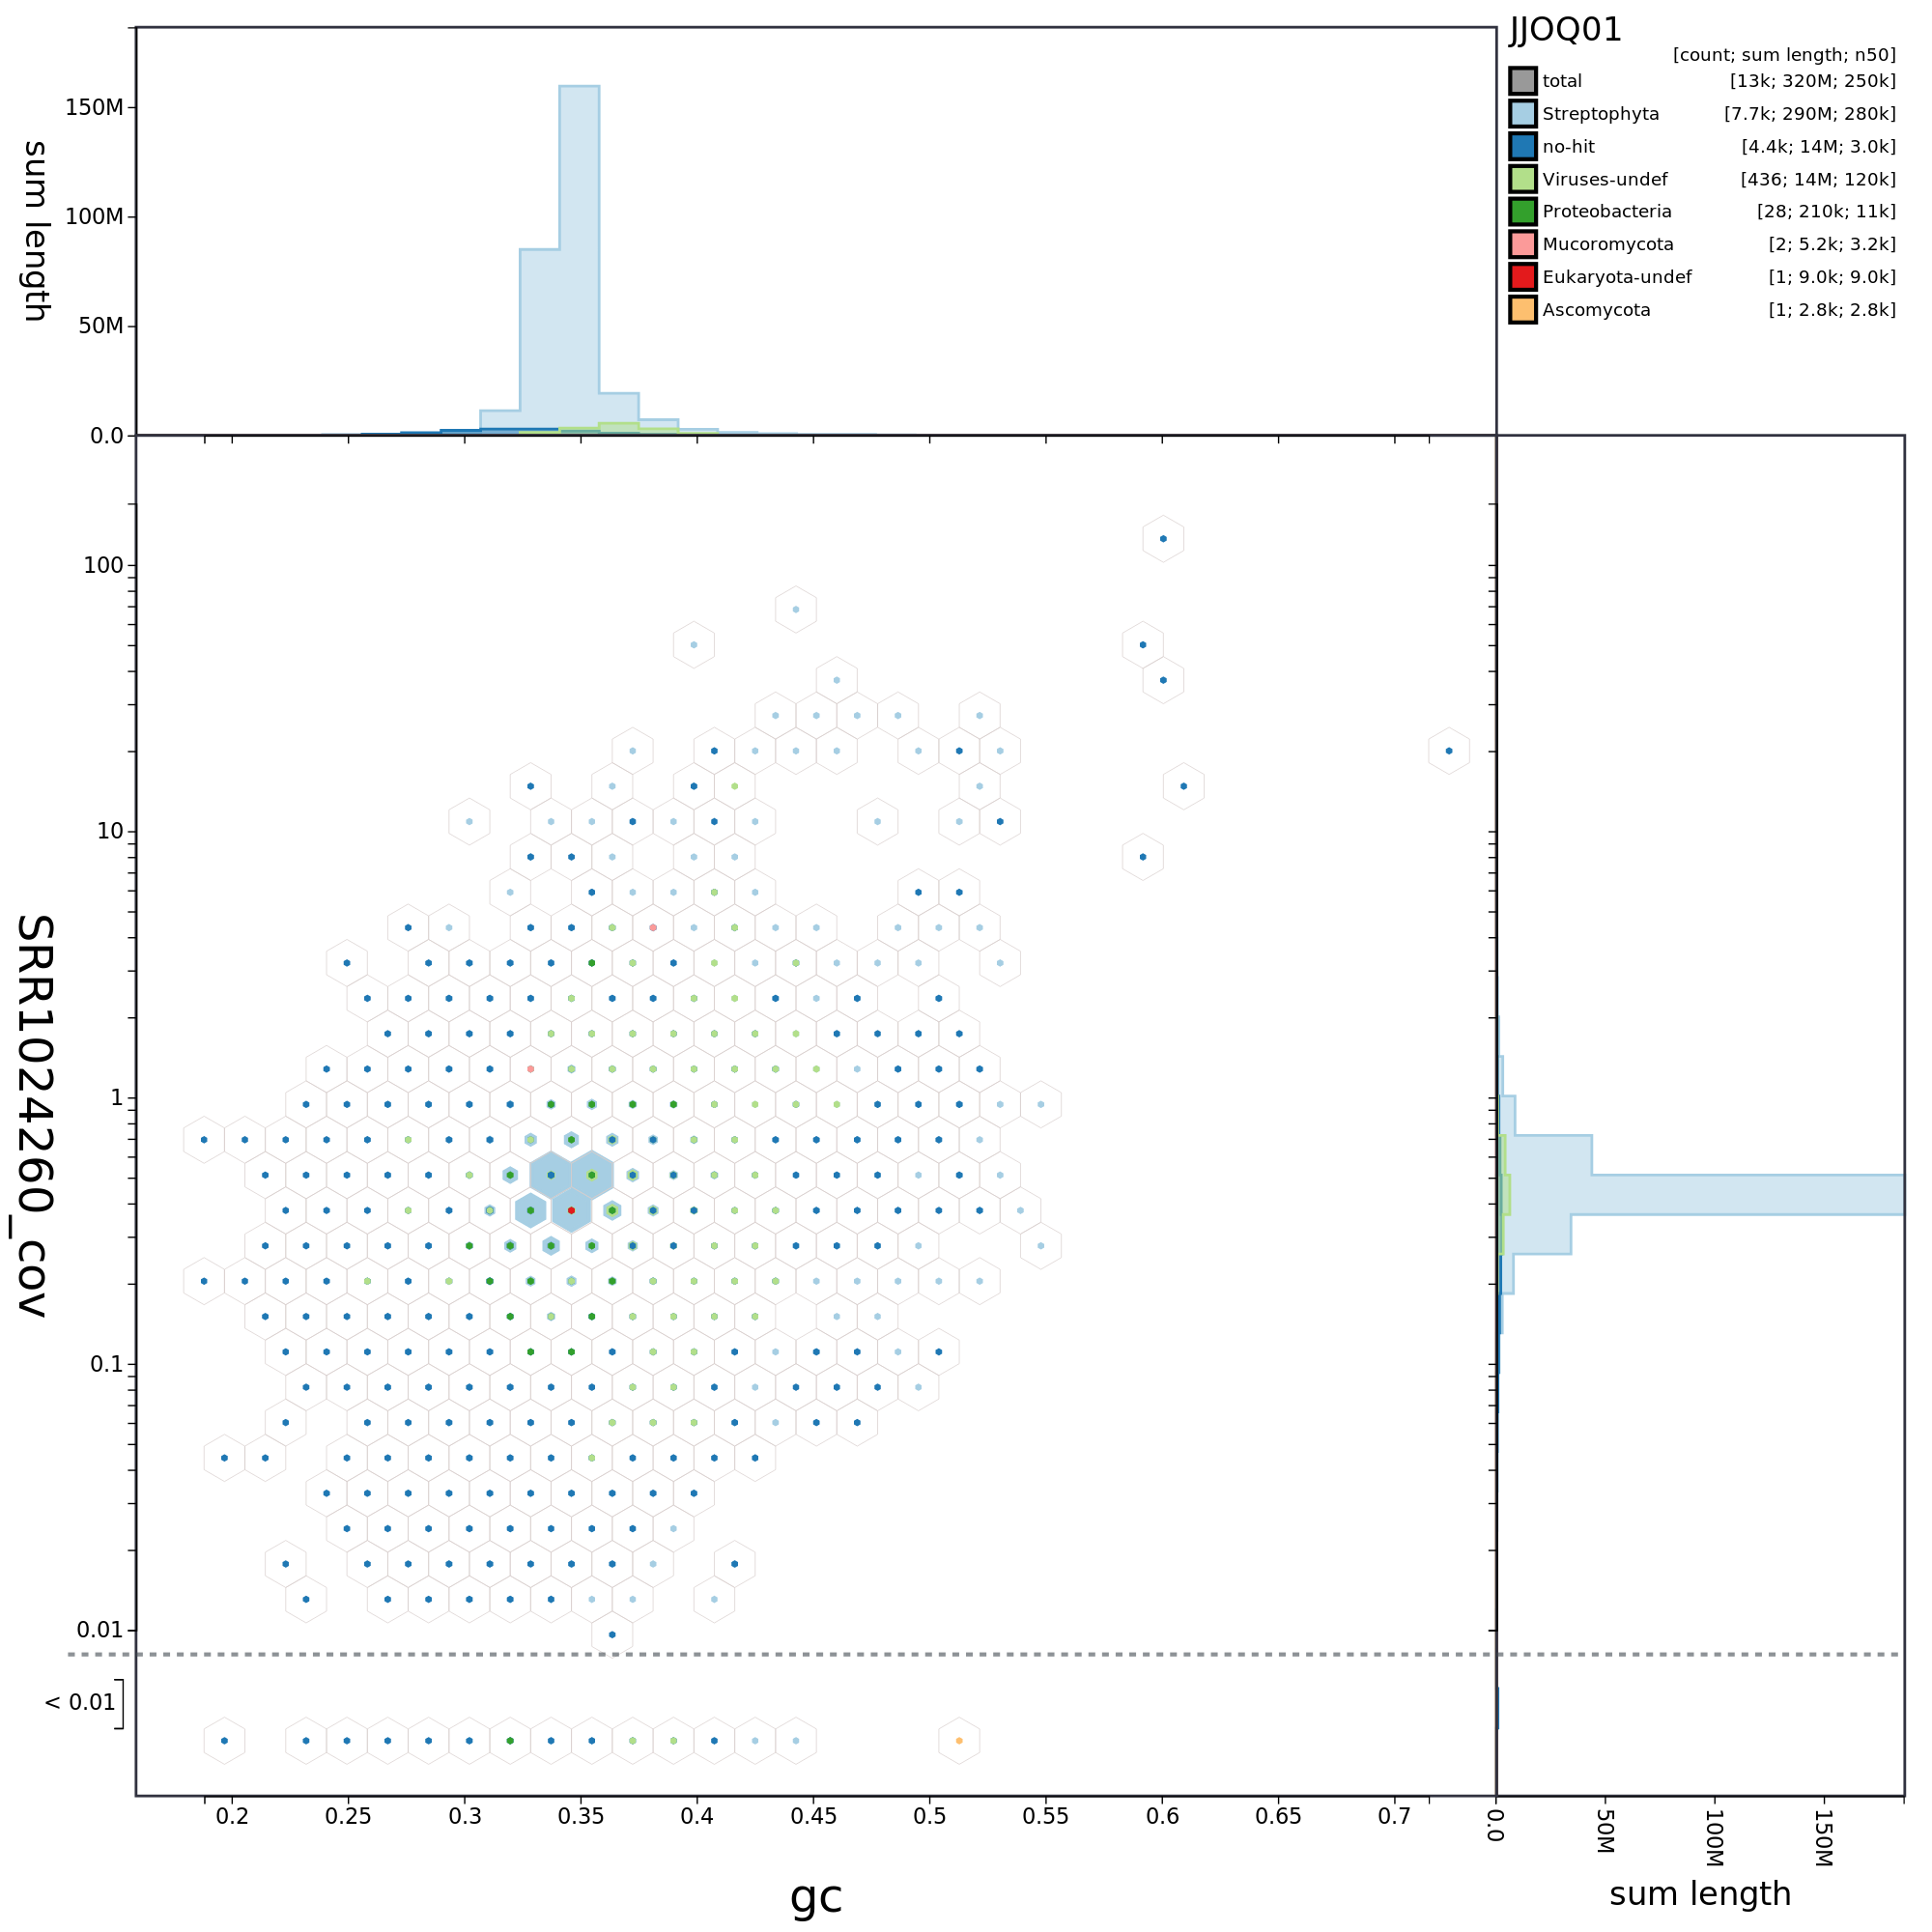 JJOQ01
[count; sum length; n50]
total [13k; 320M; 250k]
Streptophyta [7.7k; 290M; 280k]
no-hit [4.4k; 14M; 3.0k]
Viruses-undef [436; 14M; 120k]
Proteobacteria [28; 210k; 11k]
Mucoromycota [2; 5.2k; 3.2k]
Eukaryota-undef [1; 9.0k; 9.0k]
Ascomycota [1; 2.8k; 2.8k]
sum length
150M
100M
50M
0.0
SRR1024260_cov
100
10
1
0.1
0.01
< 0.01
0.2 0.25 0.3 0.35 0.4 0.45 0.5 0.55 0.6 0.65 0.7
gc
0.0 50M 100M 150M
sum length